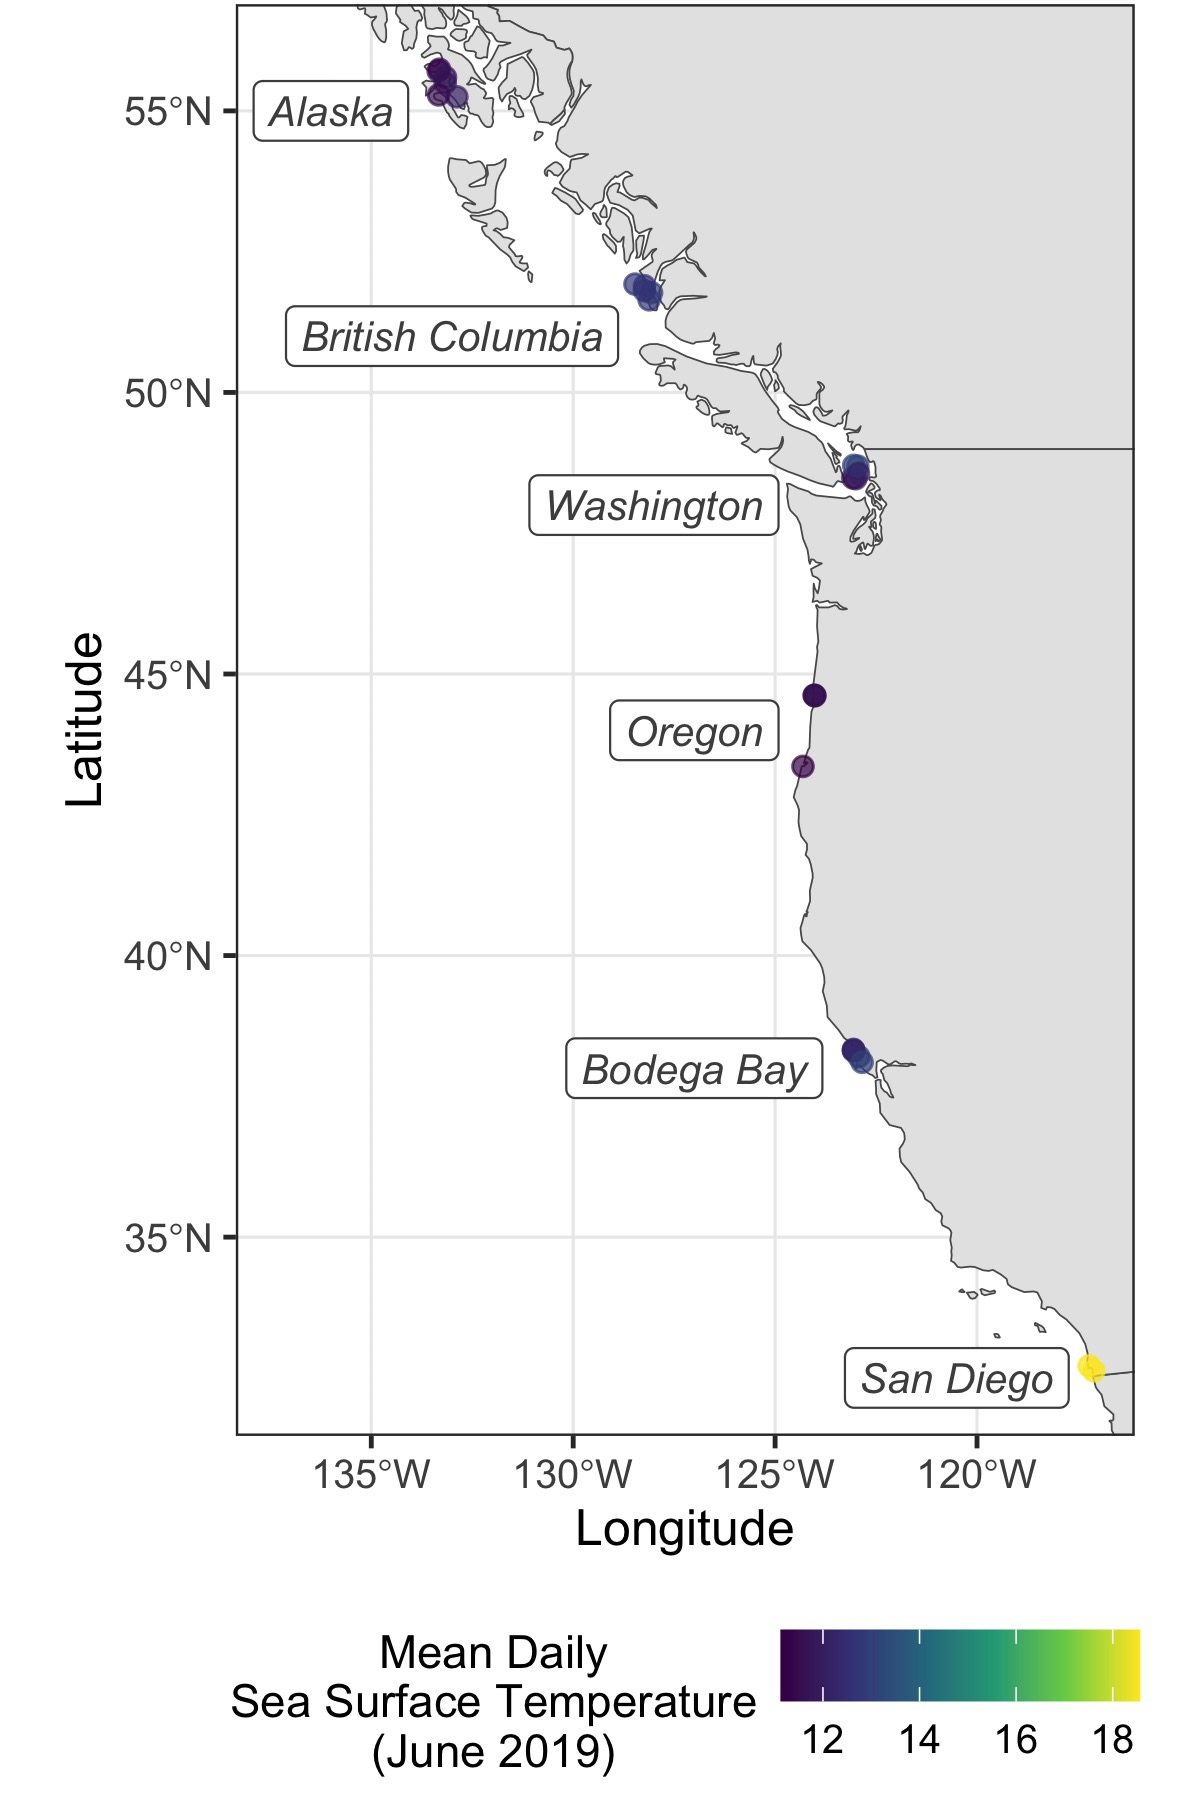 Alaska
55°N
British Columbia
50°N
Washington
Latitude
45°N
Oregon
40°N
Bodega Bay
35°N
San Diego
135°W 130°W 125°W 120°W
Longitude
Mean Daily
Sea Surface Temperature
(June 2019)
12 14 16 18